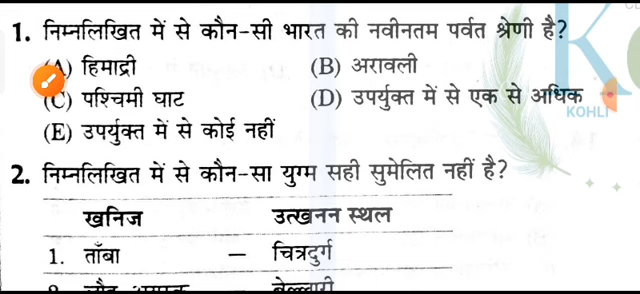 1. निम्नलिखित में से कौन-सी भारत की नवीनतम पर्वत श्रेणी है?
A) हिमाद्री (B) अरावली
(C) पश्चिमी घाट (D) उपर्युक्त में से एक से अधिक
KOHLI
(E) उपर्युक्त में से कोई नहीं
2. निम्नलिखित में से कौन-सा युग्म सही सुमेलित नहीं है?
खनिज उत्खनन स्थल
1. ताँबा – चित्रदुर्ग